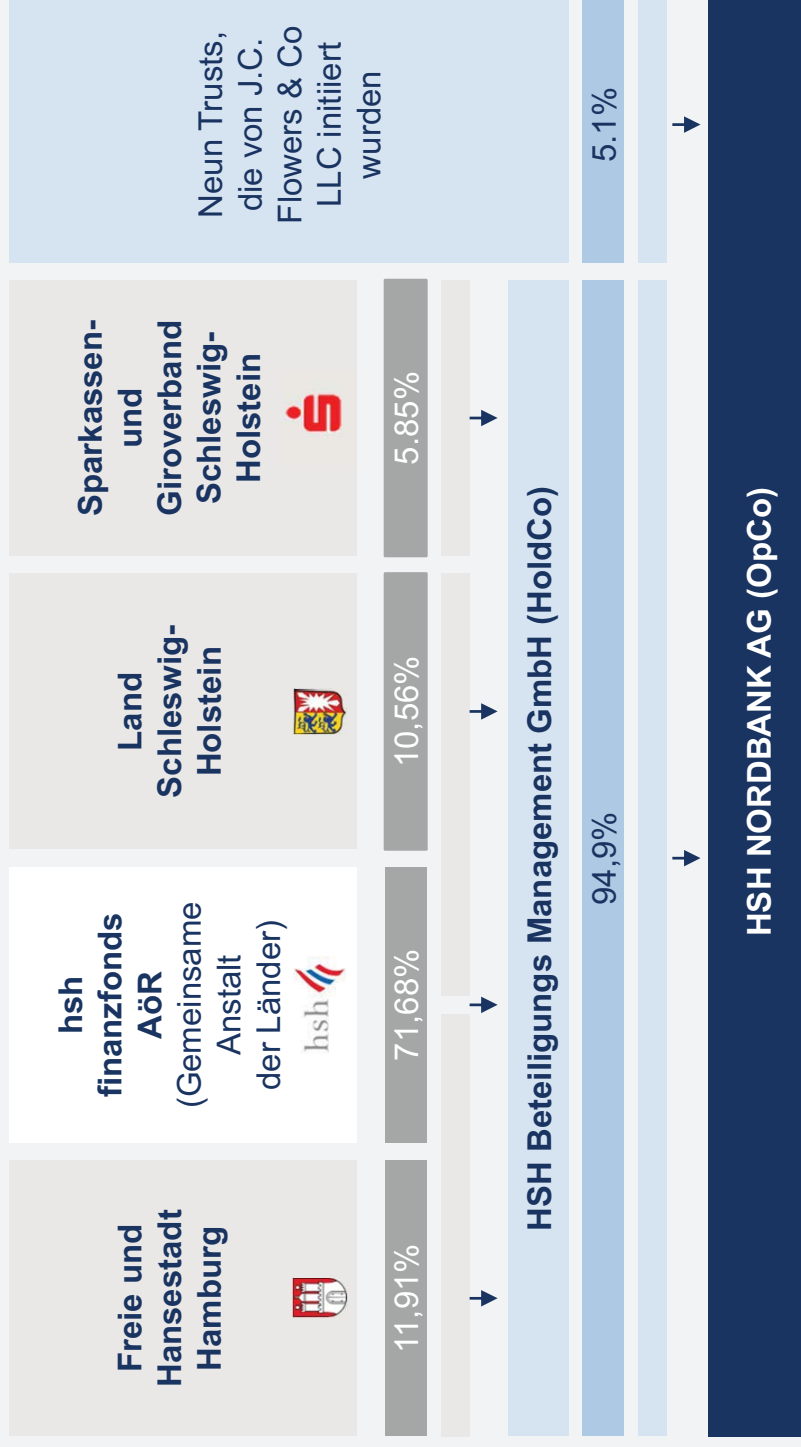 Freie und
Hansestadt
Hamburg
hsh
finanzfonds
AöR
(Gemeinsame
Anstalt
der Länder)
hsh
Land
Schleswig-
Holstein
Sparkassen-
und
Giroverband
Schleswig-
Holstein
Neun Trusts,
die von J.C.
Flowers & Co
LLC initiiert
wurden
11,91%
71,68%
10,56%
5.85%
HSH Beteiligungs Management GmbH (HoldCo)
94,9%
5.1%
HSH NORDBANK AG (OpCo)